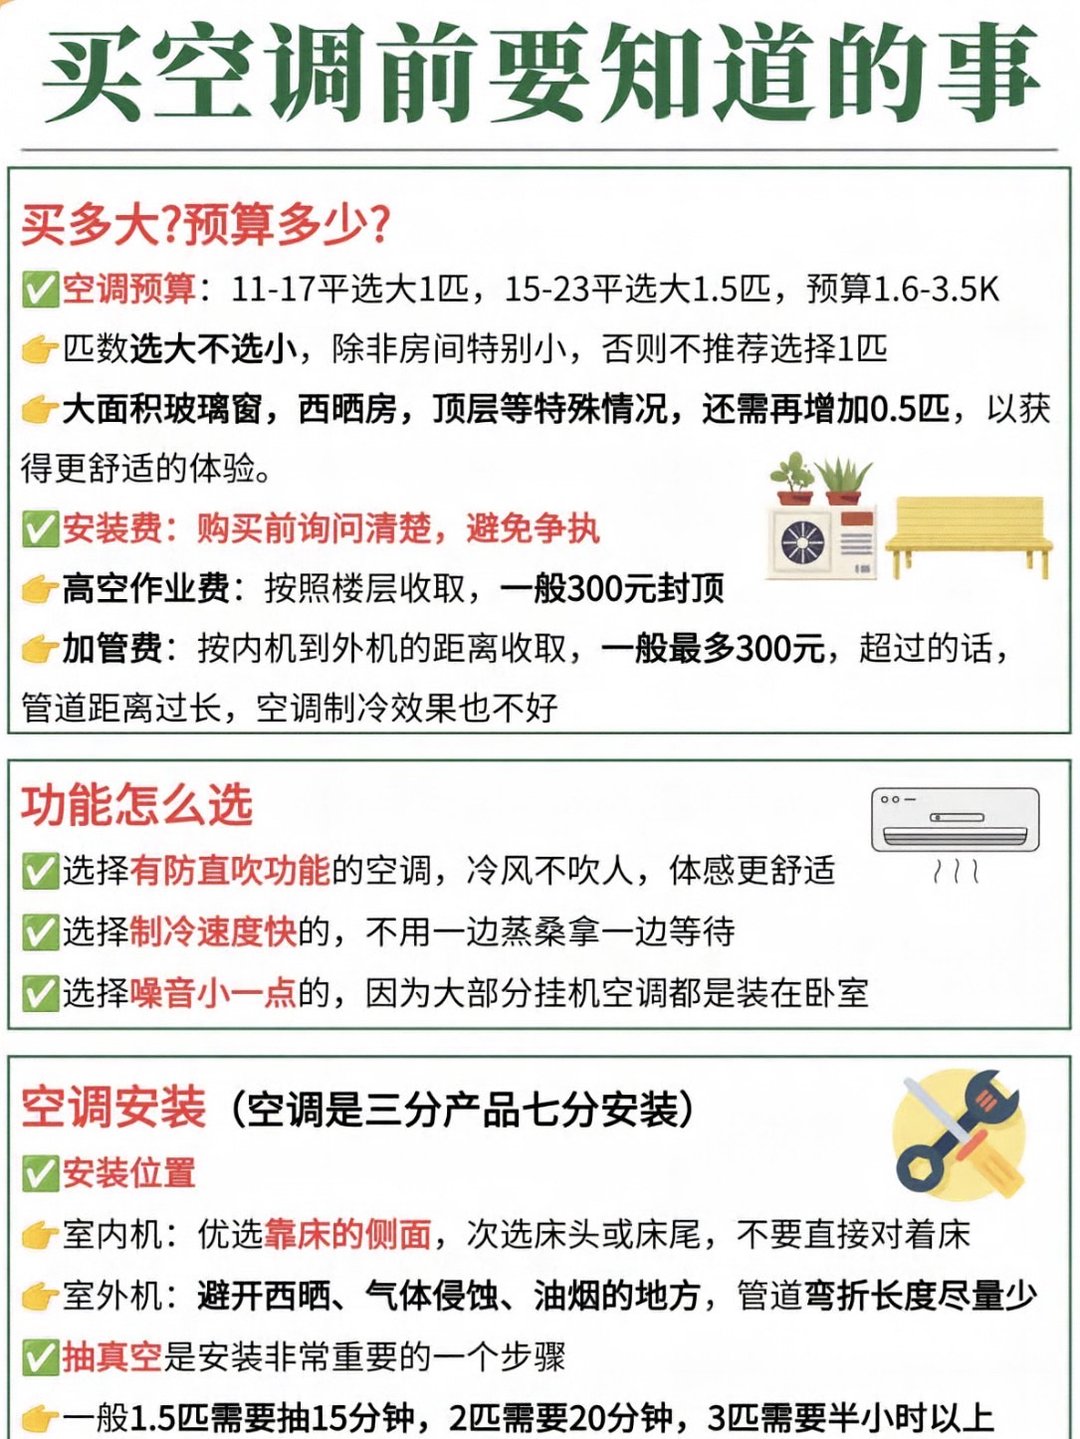 买空调前要知道的事
买多大?预算多少?
✅空调预算：11-17平选大1匹，15-23平选大1.5匹，预算1.6-3.5K
👉匹数选大不选小，除非房间特别小，否则不推荐选择1匹
👉大面积玻璃窗，西晒房，顶层等特殊情况，还需再增加0.5匹，以获
得更舒适的体验。
✅安装费：购买前询问清楚，避免争执
👉高空作业费：按照楼层收取，一般300元封顶
👉加管费：按内机到外机的距离收取，一般最多300元，超过的话，
管道距离过长，空调制冷效果也不好
功能怎么选
✅选择有防直吹功能的空调，冷风不吹人，体感更舒适
✅选择制冷速度快的，不用一边蒸桑拿一边等待
✅选择噪音小一点的，因为大部分挂机空调都是装在卧室
空调安装（空调是三分产品七分安装）
✅安装位置
👉室内机：优选靠床的侧面，次选床头或床尾，不要直接对着床
👉室外机：避开西晒、气体侵蚀、油烟的地方，管道弯折长度尽量少
✅抽真空是安装非常重要的一个步骤
👉一般1.5匹需要抽15分钟，2匹需要20分钟，3匹需要半小时以上